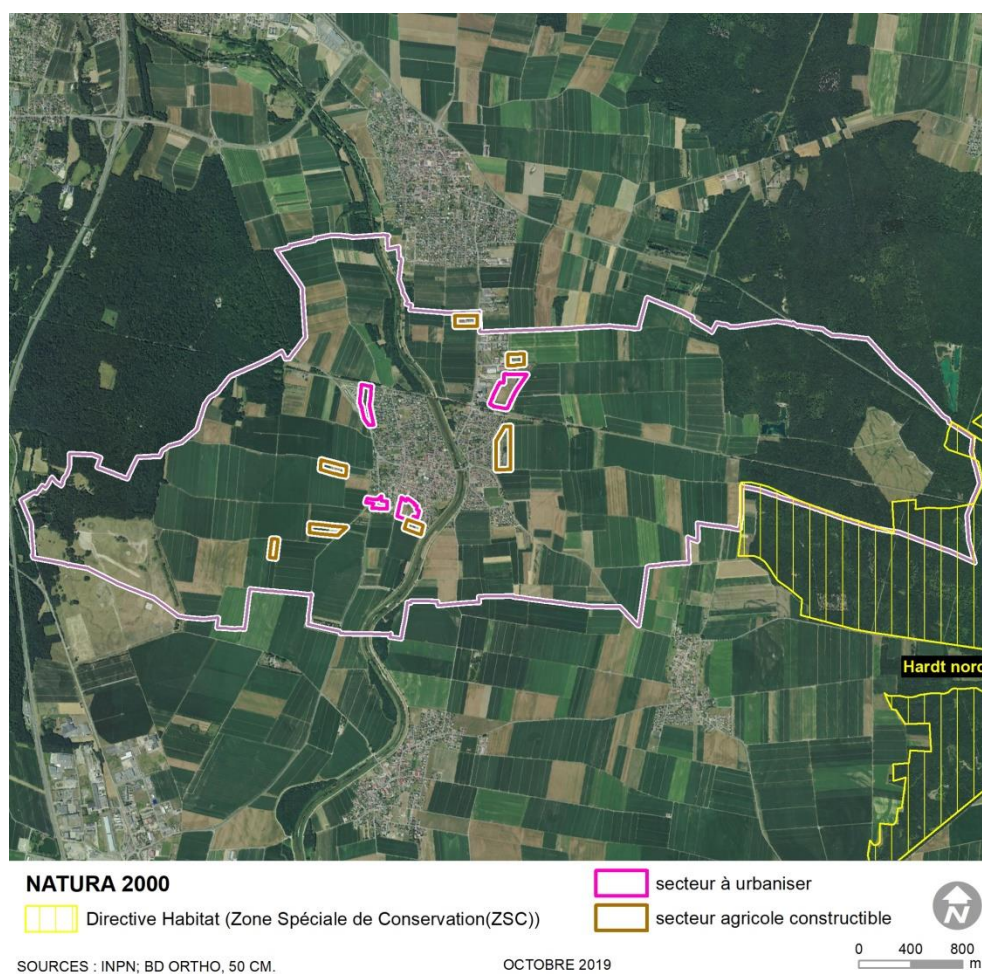 Hardt nord
NATURA 2000
Directive Habitat (Zone Spéciale de Conservation(ZSC))
secteur à urbaniser
secteur agricole constructible
N
SOURCES : INPN; BD ORTHO, 50 CM.
OCTOBRE 2019
0 400 800
m